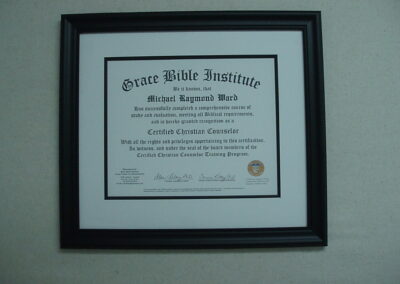 Grace Bible Institute
Be it known, that
Michael Raymond Ward
Has successfully completed a comprehensive course of
study and evaluation, meeting all Biblical requirements,
and is hereby granted recognition as a
Certified Christian Counselor
With all the rights and privileges appertaining to this certification.
In witness, and under the seal of the board members of the
Certified Christian Counselor Training Program.